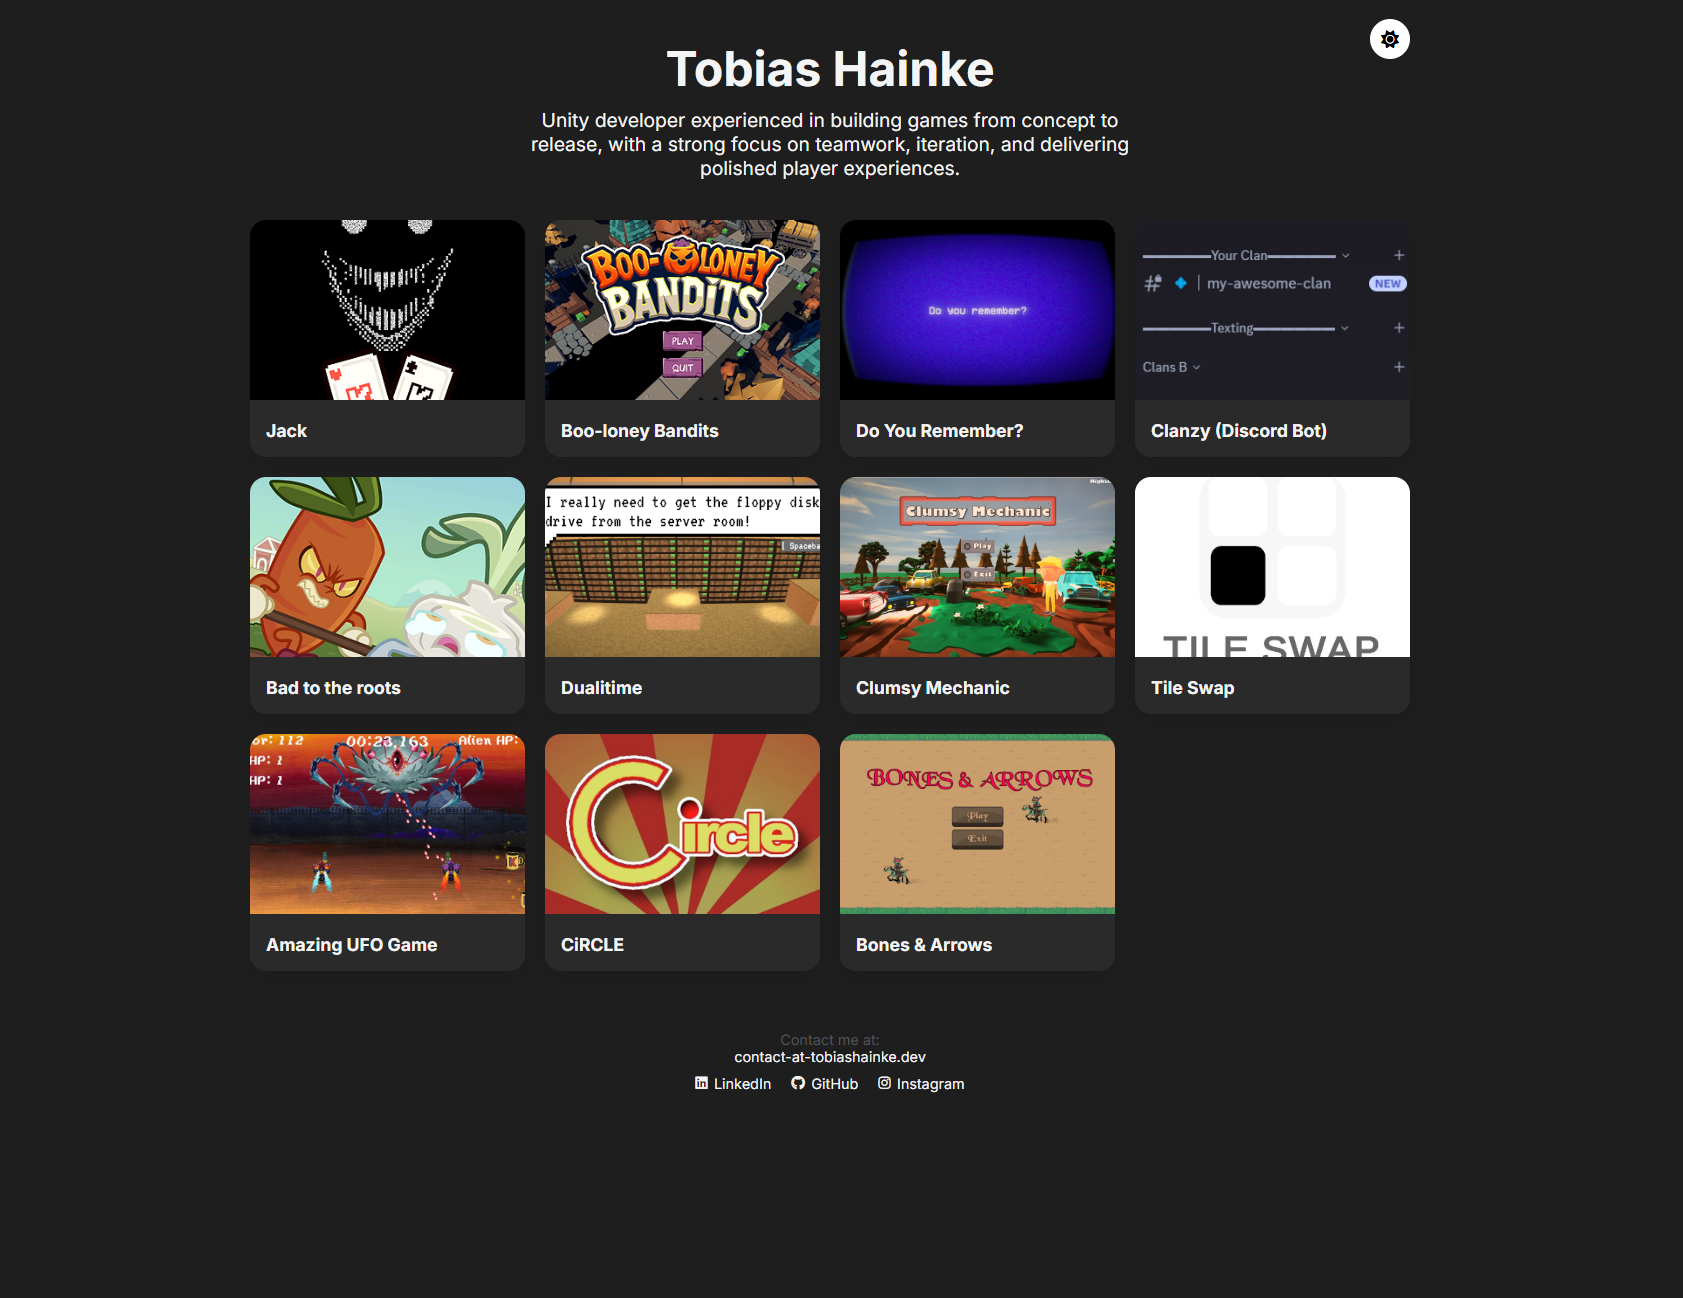 Tobias Hainke
Unity developer experienced in building games from concept to
release, with a strong focus on teamwork, iteration, and delivering
polished player experiences.
BOO-LONEY
BANDITS
PLAY
QUIT
Do you remember?
Your Clan
my-awesome-clan
NEW
Texting
Clans B
Jack
Boo-loney Bandits
Do You Remember?
Clanzy (Discord Bot)
I really need to get the floppy disk
drive from the server room!
Clumsy Mechanic
Play
Exit
TILE SWAP
Bad to the roots
Dualitime
Clumsy Mechanic
Tile Swap
or: 112 00:23,163 Alien HP:
HP: 1
HP: 1
Circle
BONES & ARROWS
Play
Exit
Amazing UFO Game
CiRCLE
Bones & Arrows
Contact me at:
contact-at-tobiashainke.dev
LinkedIn GitHub Instagram